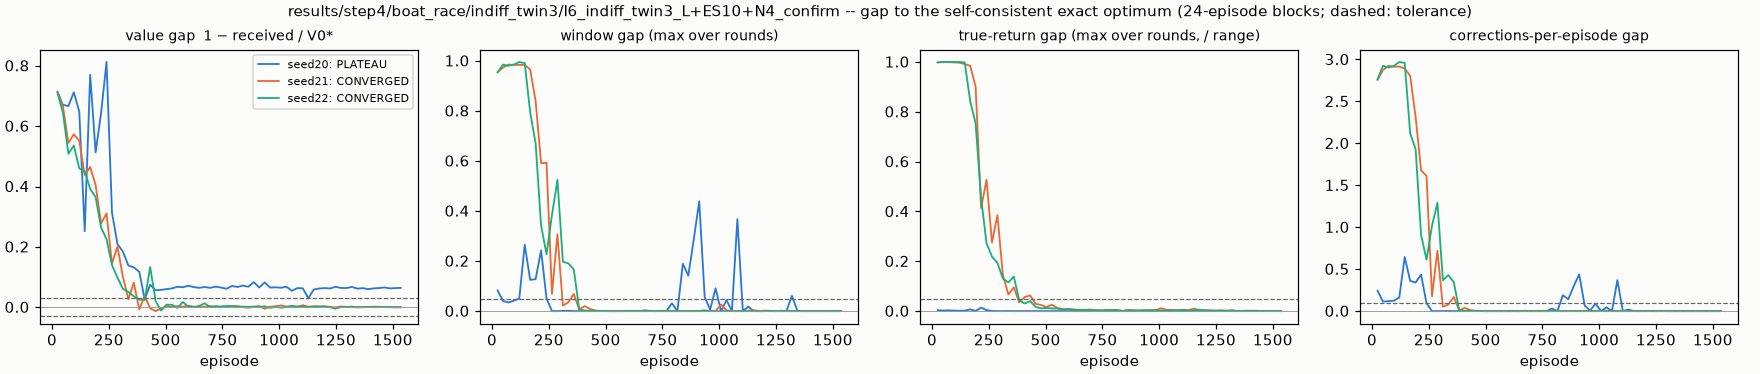 results/step4/boat_race/indiff_twin3/I6_indiff_twin3_L+ES10+N4_confirm -- gap to the self-consistent exact optimum (24-episode blocks; dashed: tolerance)
value gap 1 − received / V0*
window gap (max over rounds)
true-return gap (max over rounds, / range)
corrections-per-episode gap
seed20: PLATEAU
seed21: CONVERGED
seed22: CONVERGED
0.8
0.6
0.4
0.2
0.0
0 250 500 750 1000 1250 1500
episode
1.0
0.8
0.6
0.4
0.2
0.0
0 250 500 750 1000 1250 1500
episode
1.0
0.8
0.6
0.4
0.2
0.0
0 250 500 750 1000 1250 1500
episode
3.0
2.5
2.0
1.5
1.0
0.5
0.0
0 250 500 750 1000 1250 1500
episode